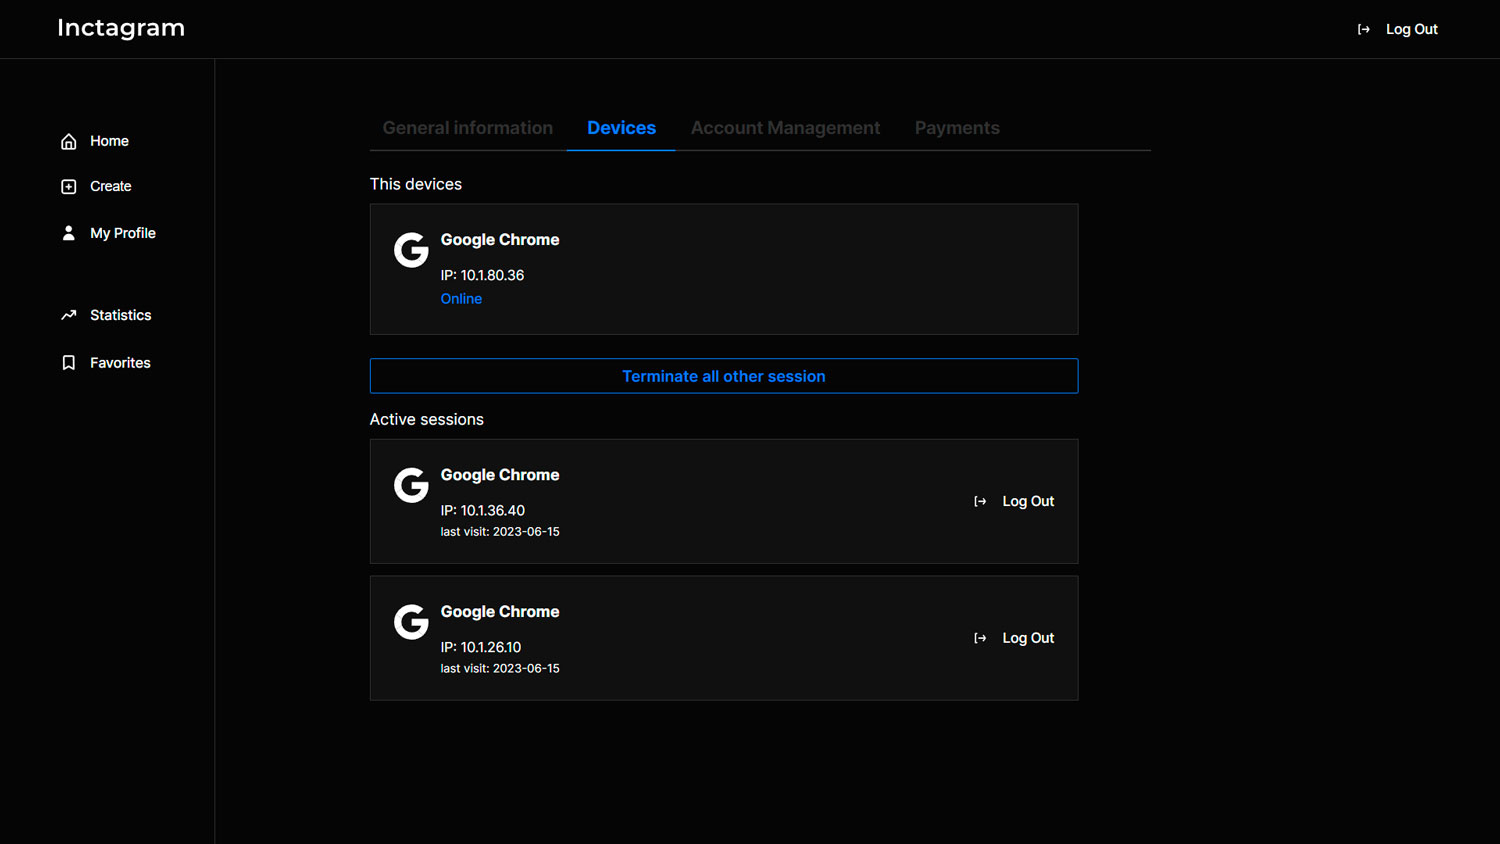 Inctagram
Log Out
Home
Create
My Profile
Statistics
Favorites
General information Devices Account Management Payments
This devices
Google Chrome
IP: 10.1.80.36
Online
Terminate all other session
Active sessions
Google Chrome
IP: 10.1.36.40
last visit: 2023-06-15
Log Out
Google Chrome
IP: 10.1.26.10
last visit: 2023-06-15
Log Out